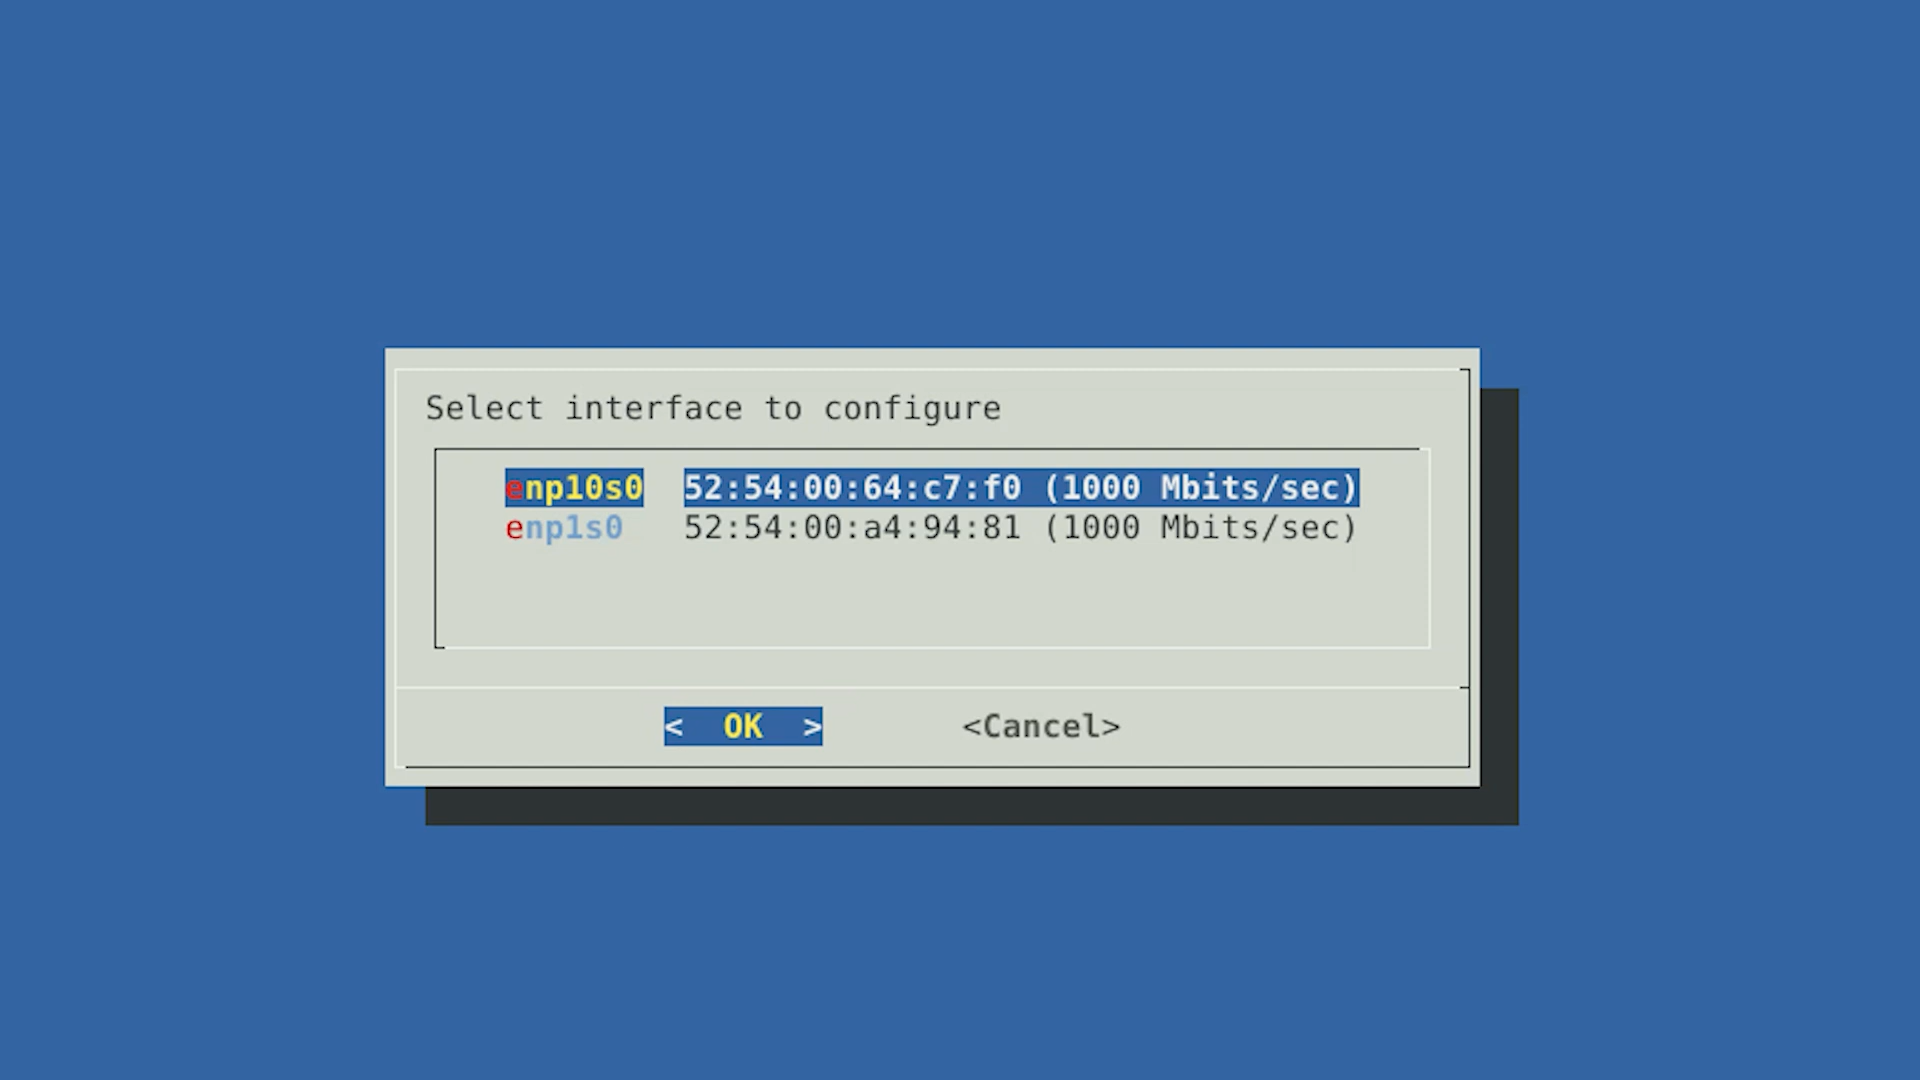 Select interface to configure
enp10s0 52:54:00:64:c7:f0 (1000 Mbits/sec)
enp1s0 52:54:00:a4:94:81 (1000 Mbits/sec)
< OK > <Cancel>